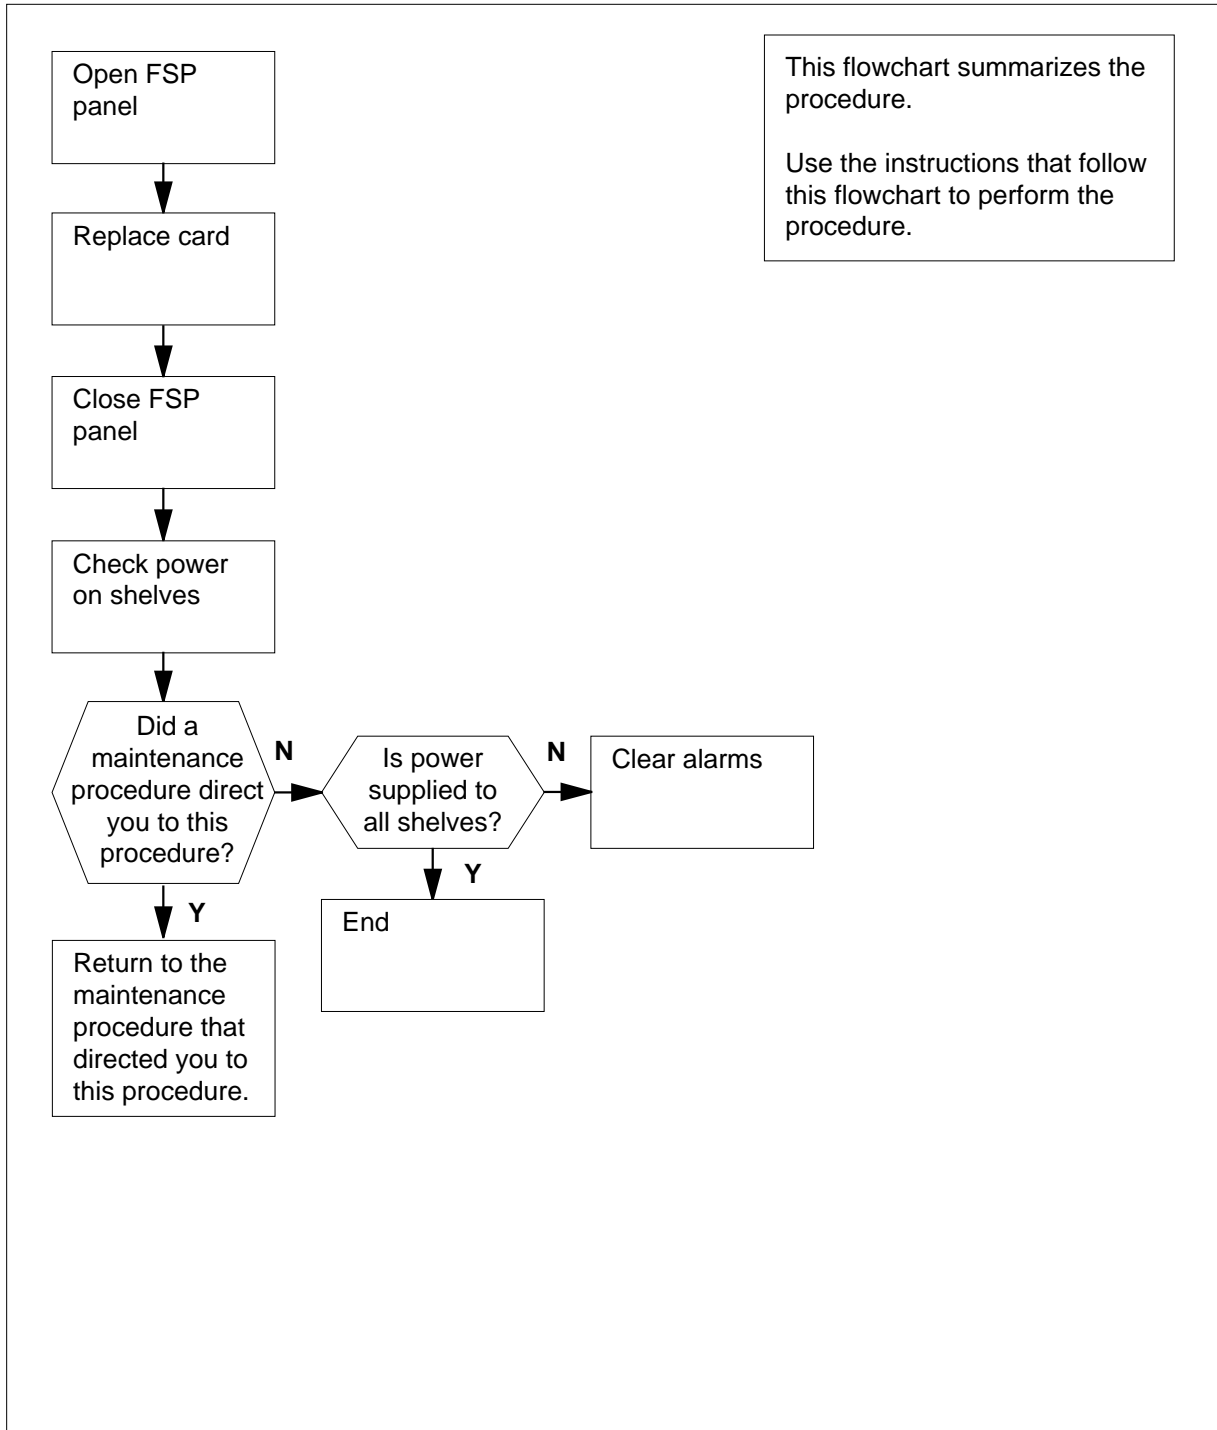 Open FSP
panel
This flowchart summarizes the
procedure.
Use the instructions that follow
this flowchart to perform the
procedure.
Replace card
Close FSP
panel
Check power
on shelves
Did a
maintenance
procedure direct
you to this
procedure?
N
Is power
supplied to
all shelves?
N
Clear alarms
Y
End
Y
Return to the
maintenance
procedure that
directed you to
this procedure.